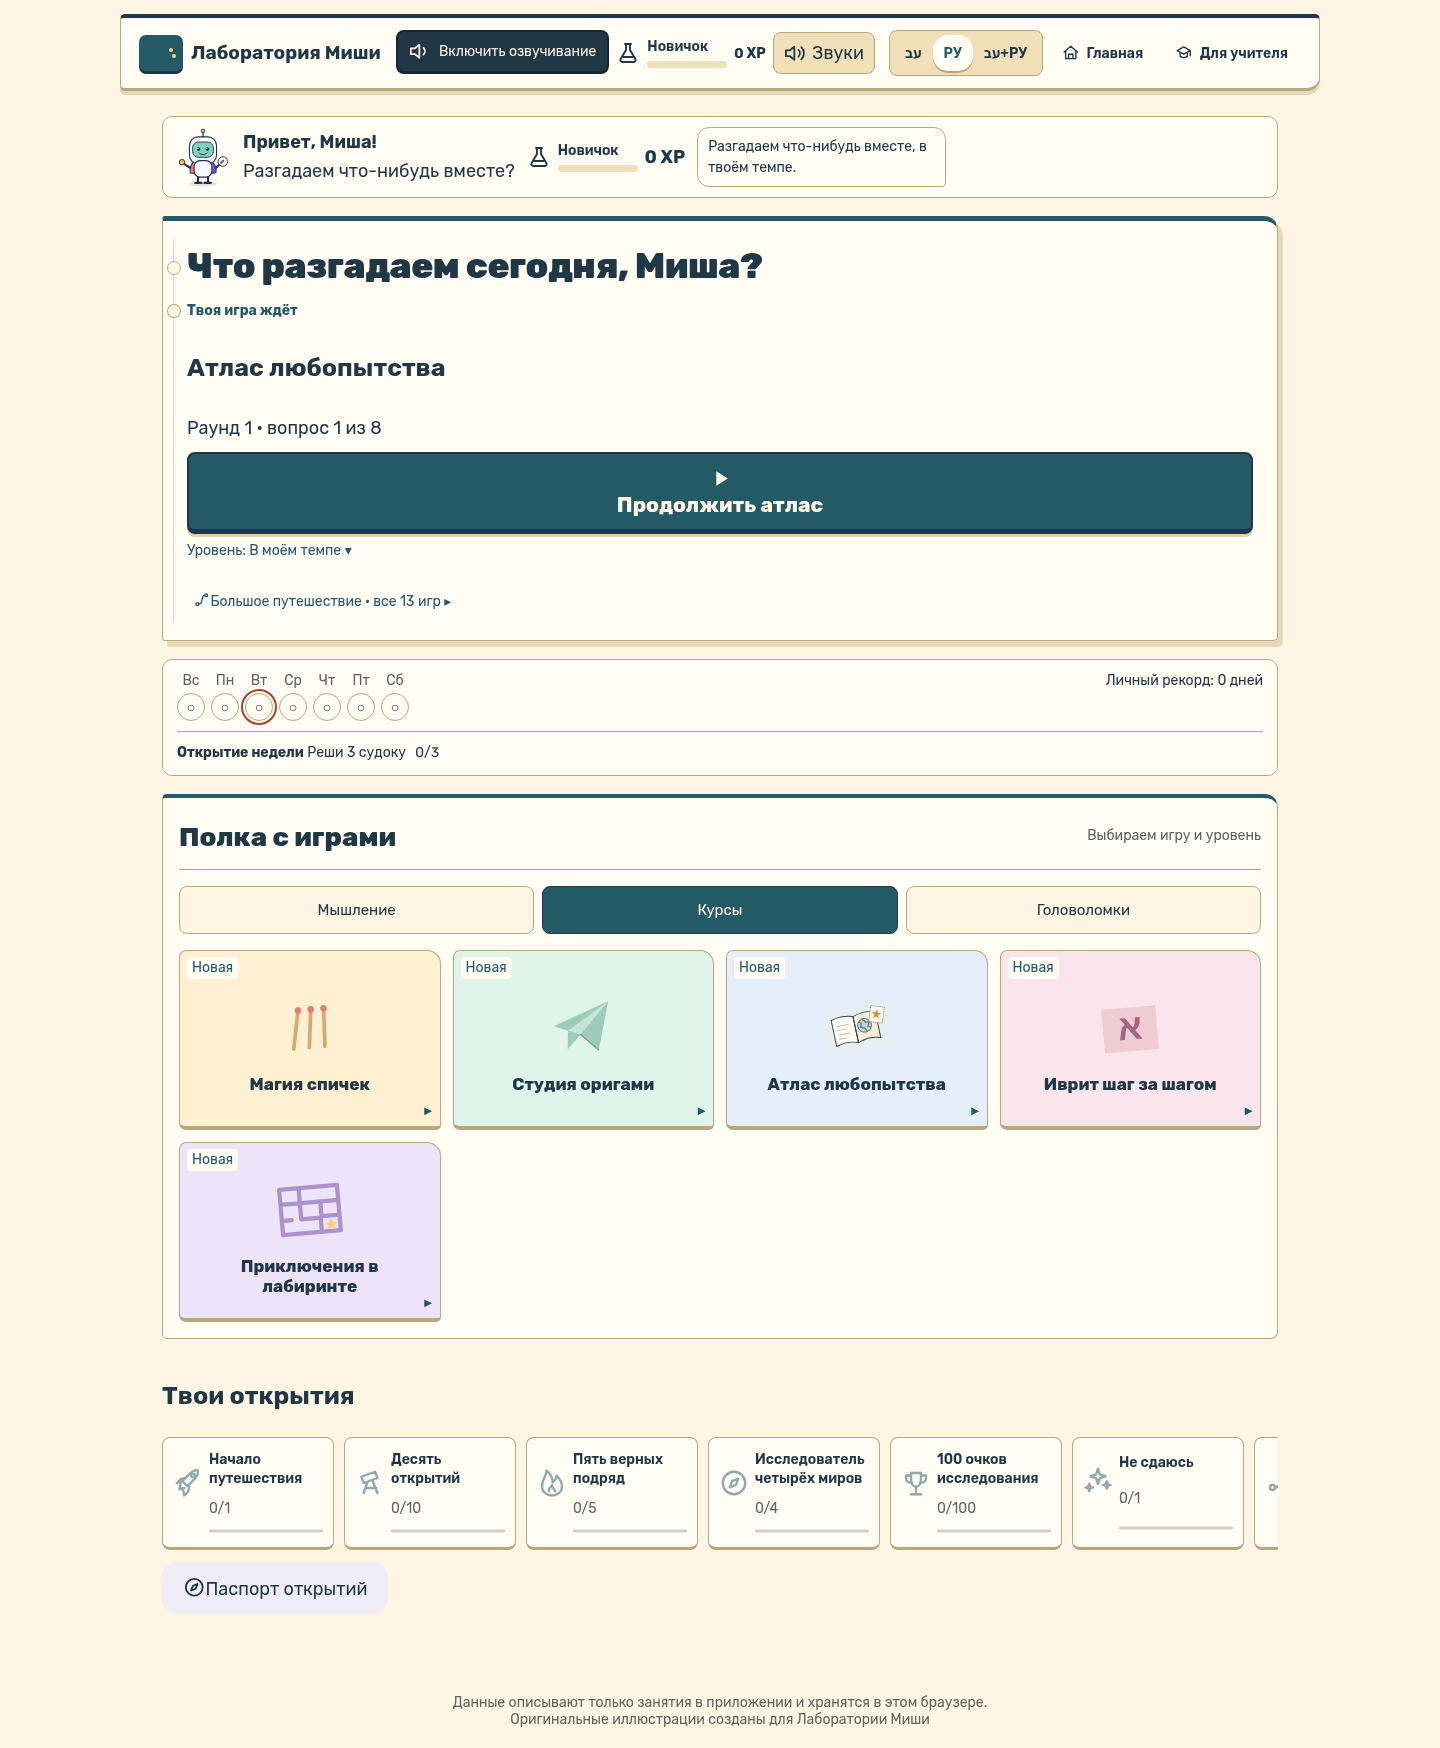 Лаборатория Миши
Включить озвучивание
Новичок
0 XP
Звуки
עב
РУ
עב+РУ
Главная
Для учителя
Привет, Миша!
Разгадаем что-нибудь вместе?
Новичок
0 XP
Разгадаем что-нибудь вместе, в
твоём темпе.
Что разгадаем сегодня, Миша?
Твоя игра ждёт
Атлас любопытства
Раунд 1 • вопрос 1 из 8
Продолжить атлас
Уровень: В моём темпе ▾
Большое путешествие • все 13 игр ▸
Вс Пн Вт Ср Чт Пт Сб
Личный рекорд: 0 дней
Открытие недели Реши 3 судоку 0/3
Полка с играми
Выбираем игру и уровень
Мышление
Курсы
Головоломки
Новая
Магия спичек
Новая
Студия оригами
Новая
Атлас любопытства
Новая
א
Иврит шаг за шагом
Новая
Приключения в
лабиринте
Твои открытия
Начало
путешествия
0/1
Десять
открытий
0/10
Пять верных
подряд
0/5
Исследователь
четырёх миров
0/4
100 очков
исследования
0/100
Не сдаюсь
0/1
Паспорт открытий
Данные описывают только занятия в приложении и хранятся в этом браузере.
Оригинальные иллюстрации созданы для Лаборатории Миши